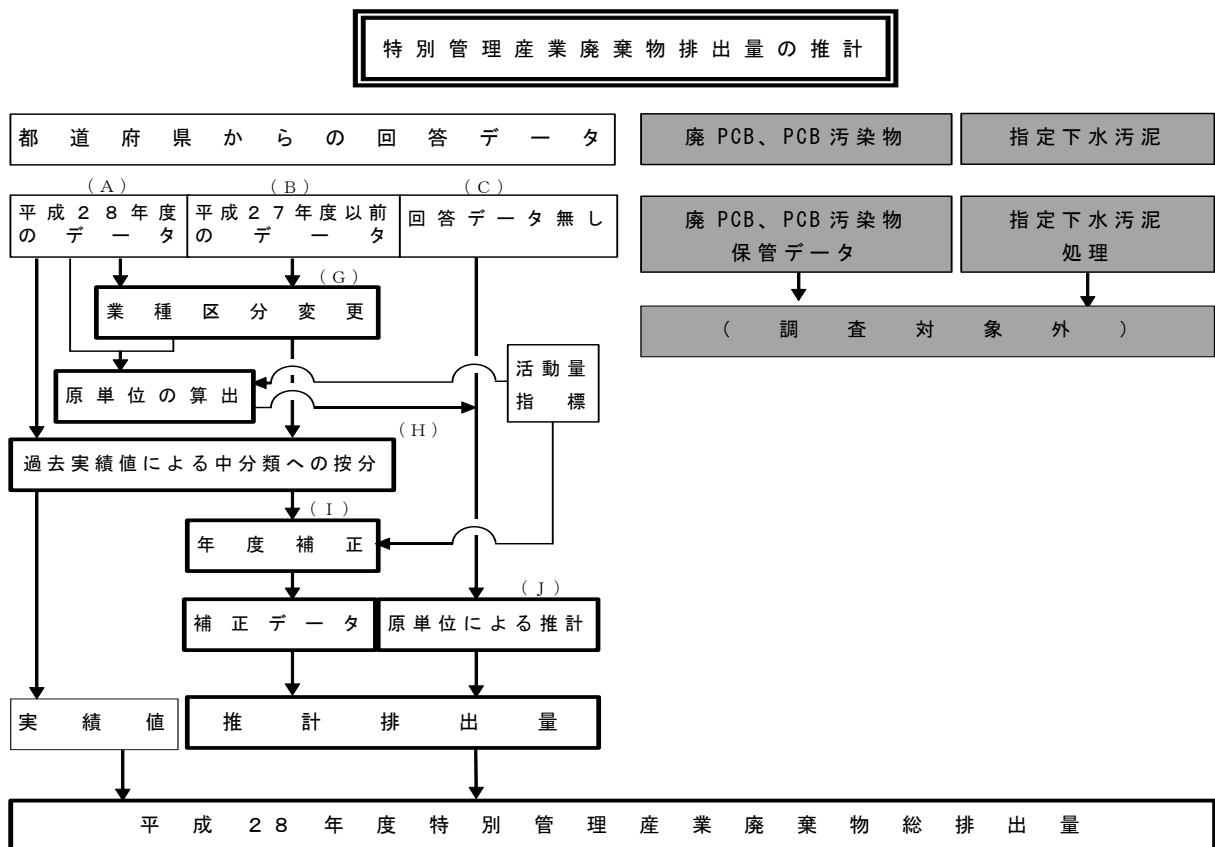 特別管理産業廃棄物排出量の推計
都道府県からの回答データ
廃PCB、PCB汚染物
指定下水汚泥
(A)
(B)
(C)
平成28年度
のデータ
平成27年度以前
のデータ
回答データ無し
廃PCB、PCB汚染物
保管データ
指定下水汚泥
処理
(G)
業種区分変更
(調査対象外)
原単位の算出
活動量
指標
(H)
過去実績値による中分類への按分
(I)
年度補正
(J)
補正データ
原単位による推計
実績値
推計排出量
平成28年度特別管理産業廃棄物総排出量